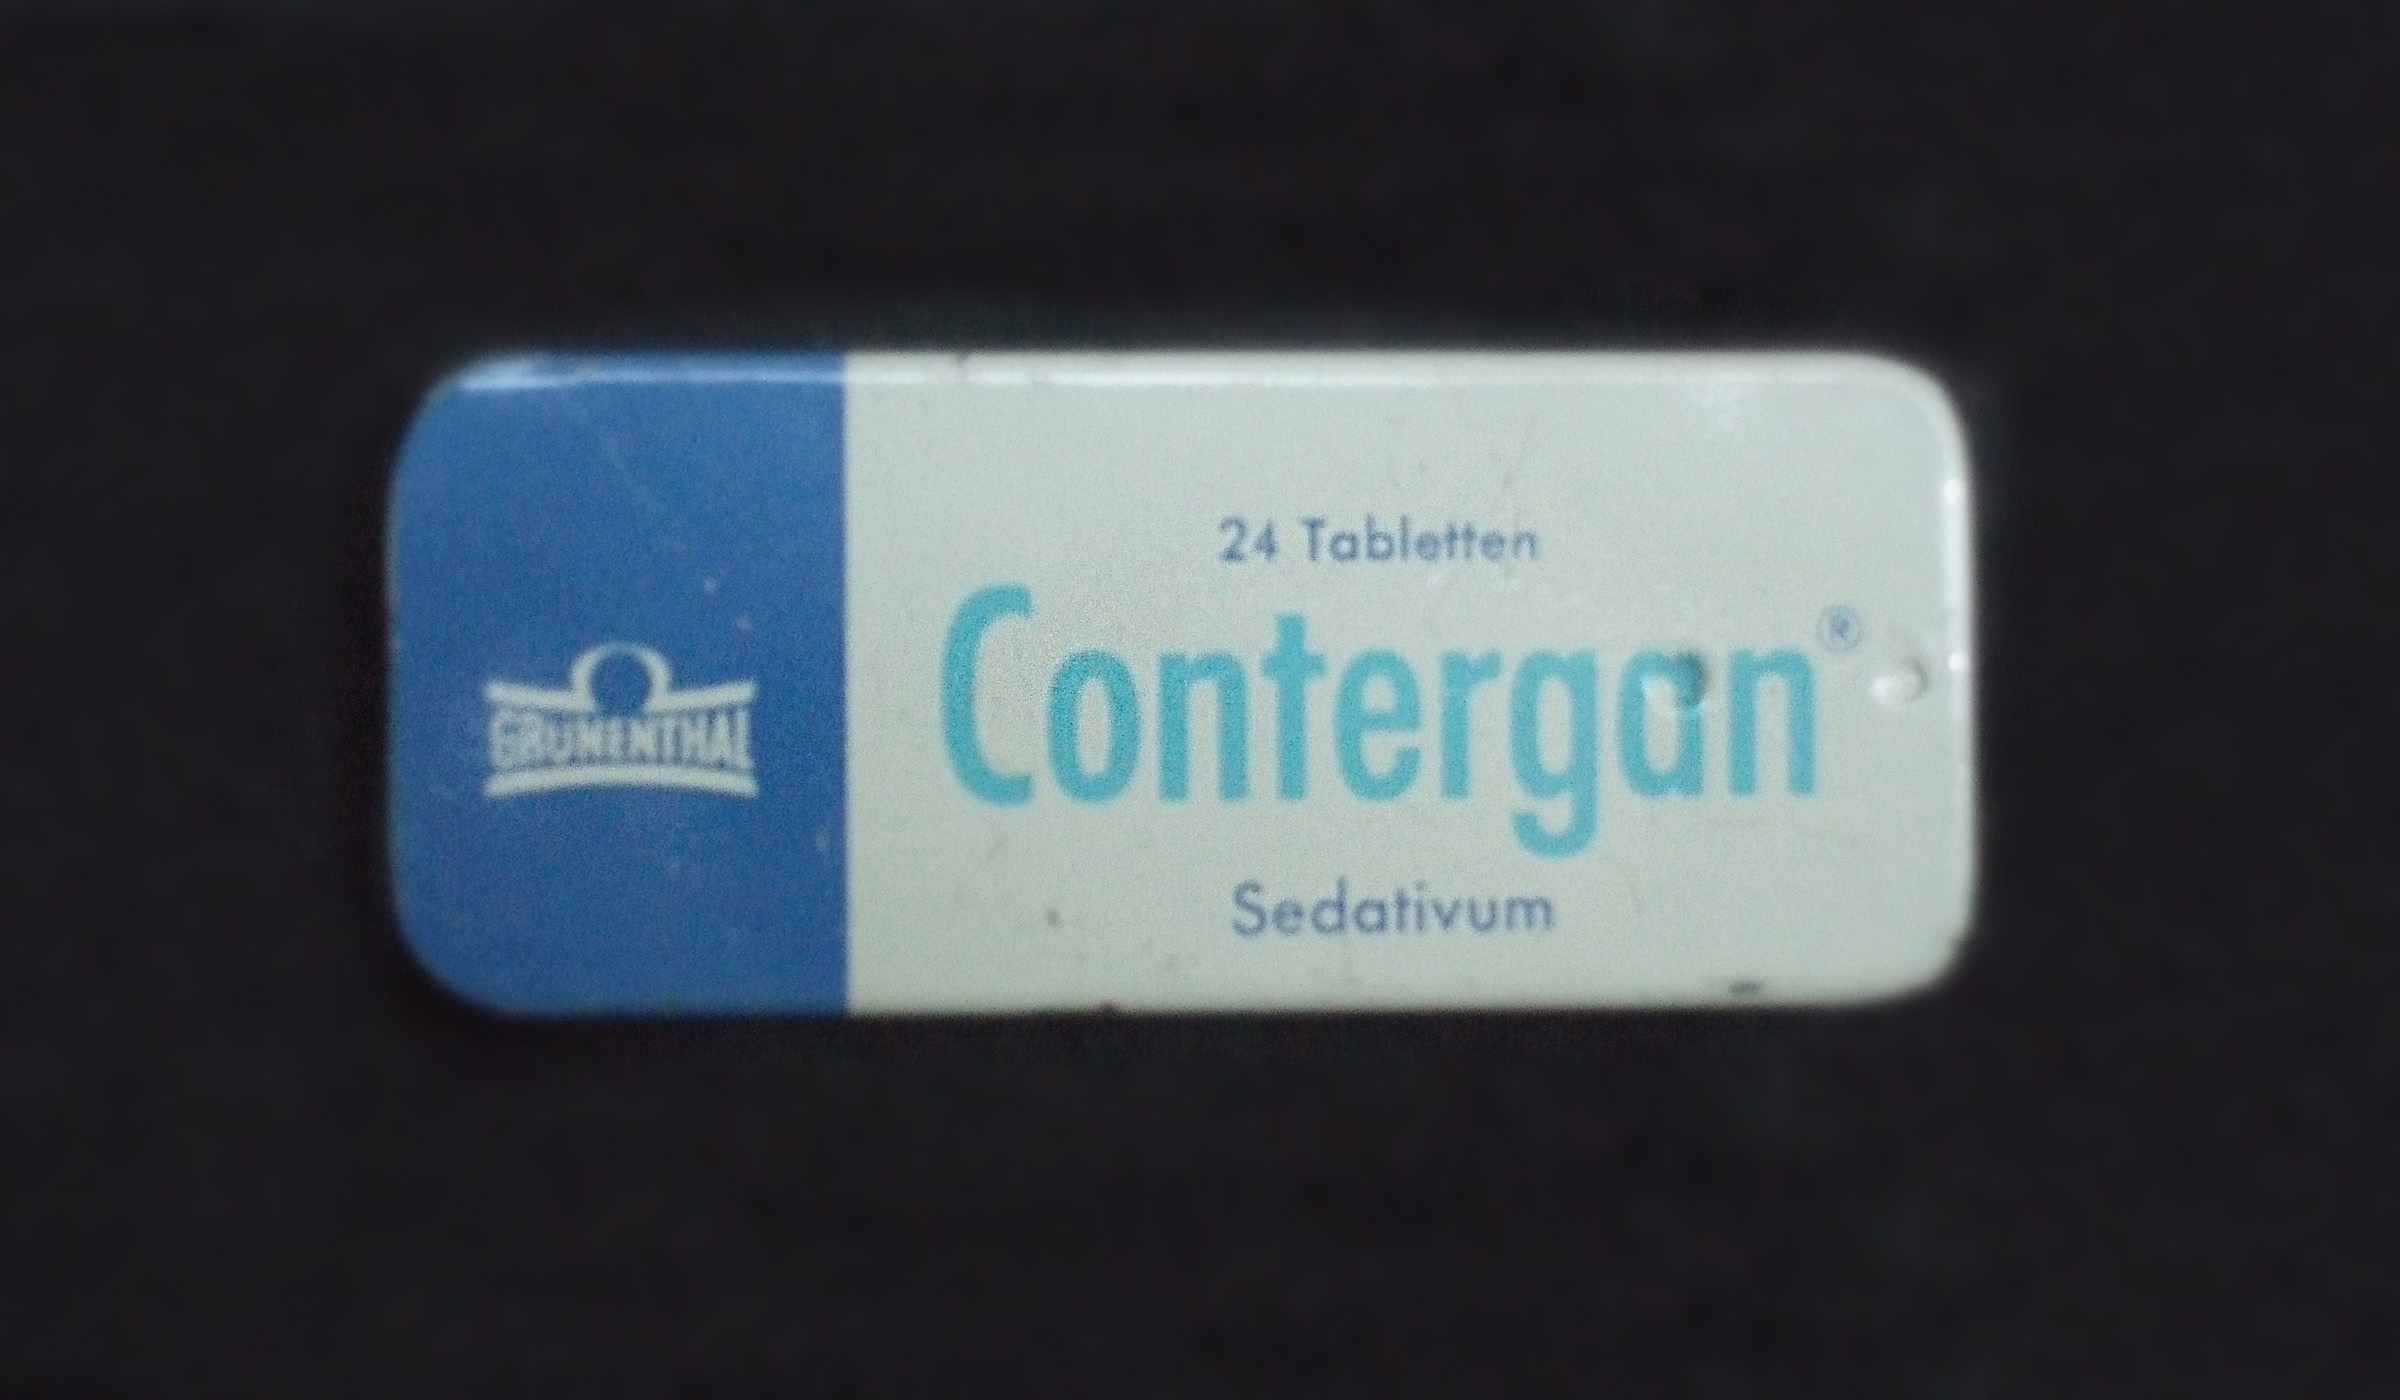 GRÜNENTHAL
24 Tabletten
Contergan®
Sedativum